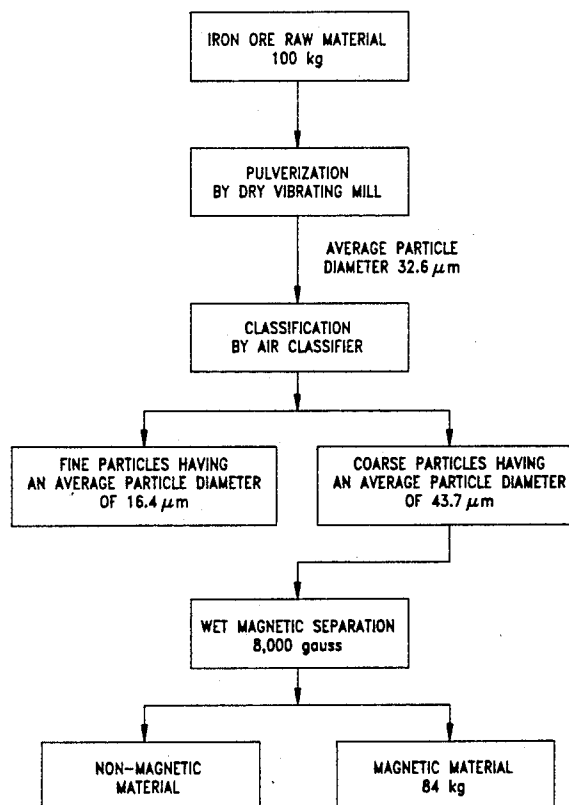 IRON ORE RAW MATERIAL
100 kg
PULVERIZATION
BY DRY VIBRATING MILL
AVERAGE PARTICLE
DIAMETER 32.6 μm
CLASSIFICATION
BY AIR CLASSIFIER
FINE PARTICLES HAVING
AN AVERAGE PARTICLE DIAMETER
OF 16.4 μm
COARSE PARTICLES HAVING
AN AVERAGE PARTICLE DIAMETER
OF 43.7 μm
WET MAGNETIC SEPARATION
8,000 gauss
NON-MAGNETIC
MATERIAL
MAGNETIC MATERIAL
84 kg